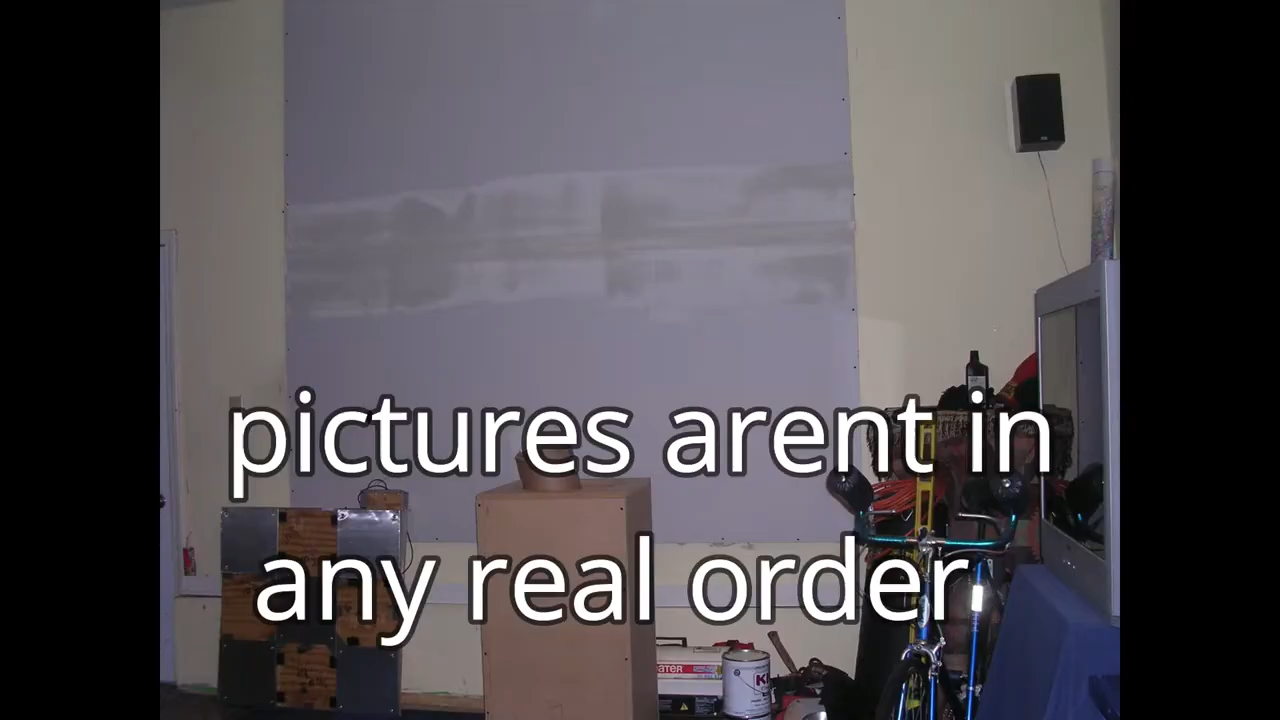 pictures arent in
any real order